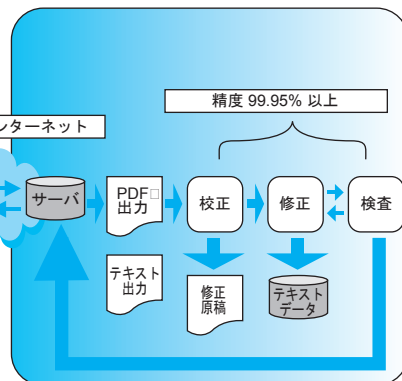 精度 99.95% 以上
ンターネット
サーバ
PDF
出力
校正
修正
検査
テキスト
出力
修正
原稿
テキスト
データ